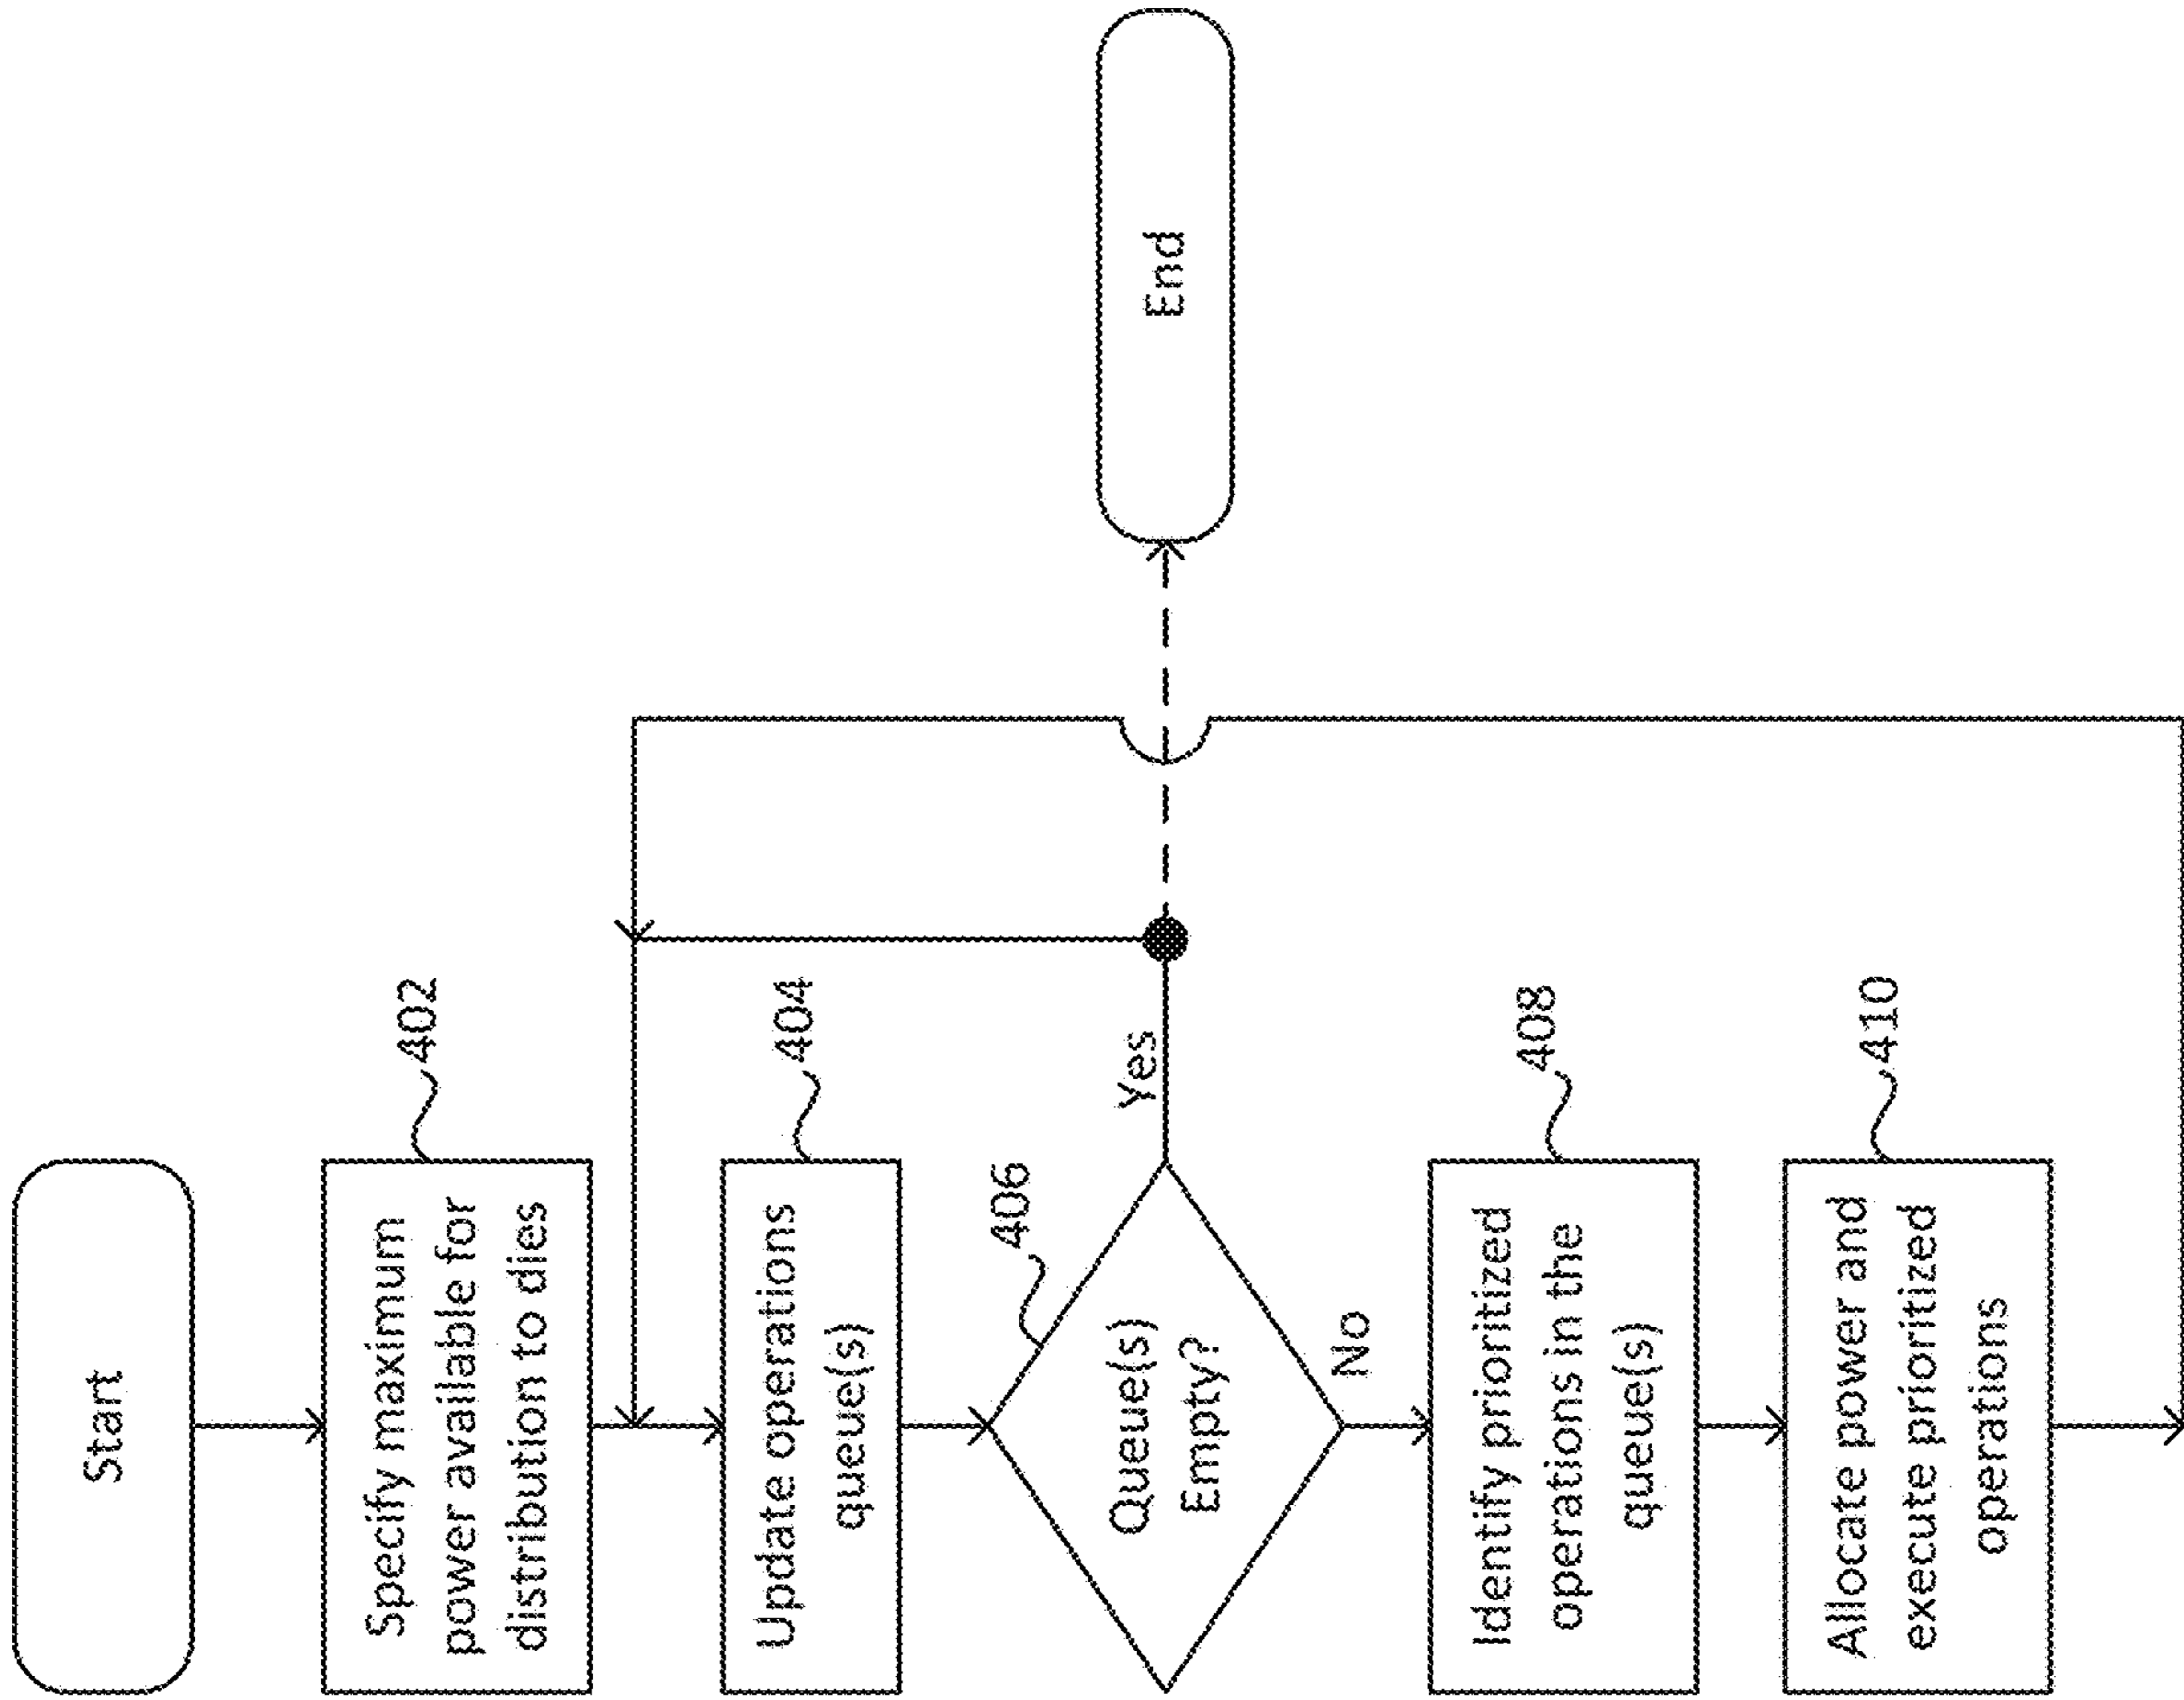 Start
402
Specify maximum
power available for
distribution to dies
404
Update operations
queue(s)
406
Queue(s)
Empty?
Yes
End
No
408
Identify prioritized
operations in the
queue(s)
410
Allocate power and
execute prioritized
operations